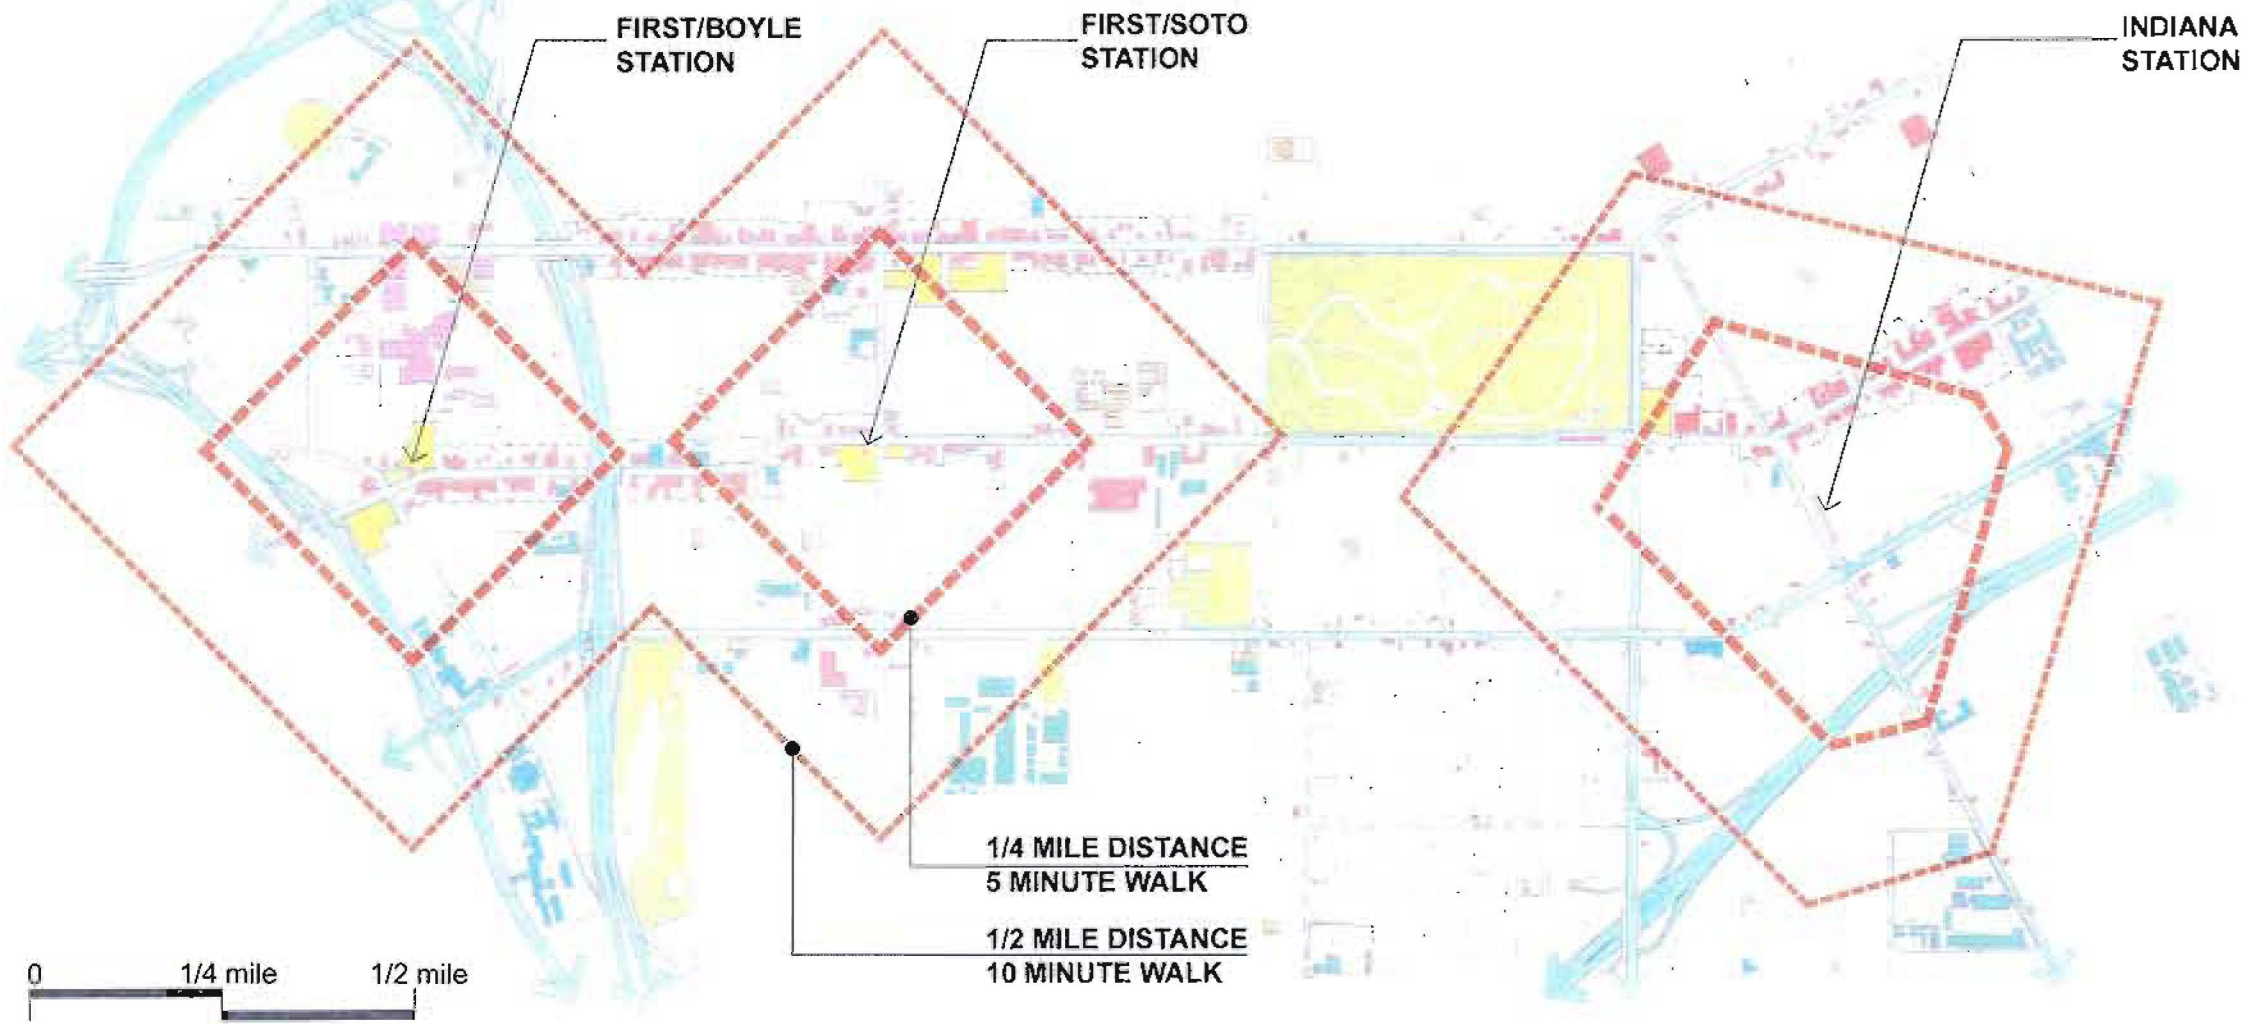 FIRST/BOYLE
STATION
FIRST/SOTO
STATION
INDIANA
STATION
1/4 MILE DISTANCE
5 MINUTE WALK
1/2 MILE DISTANCE
10 MINUTE WALK
0
1/4 mile
1/2 mile